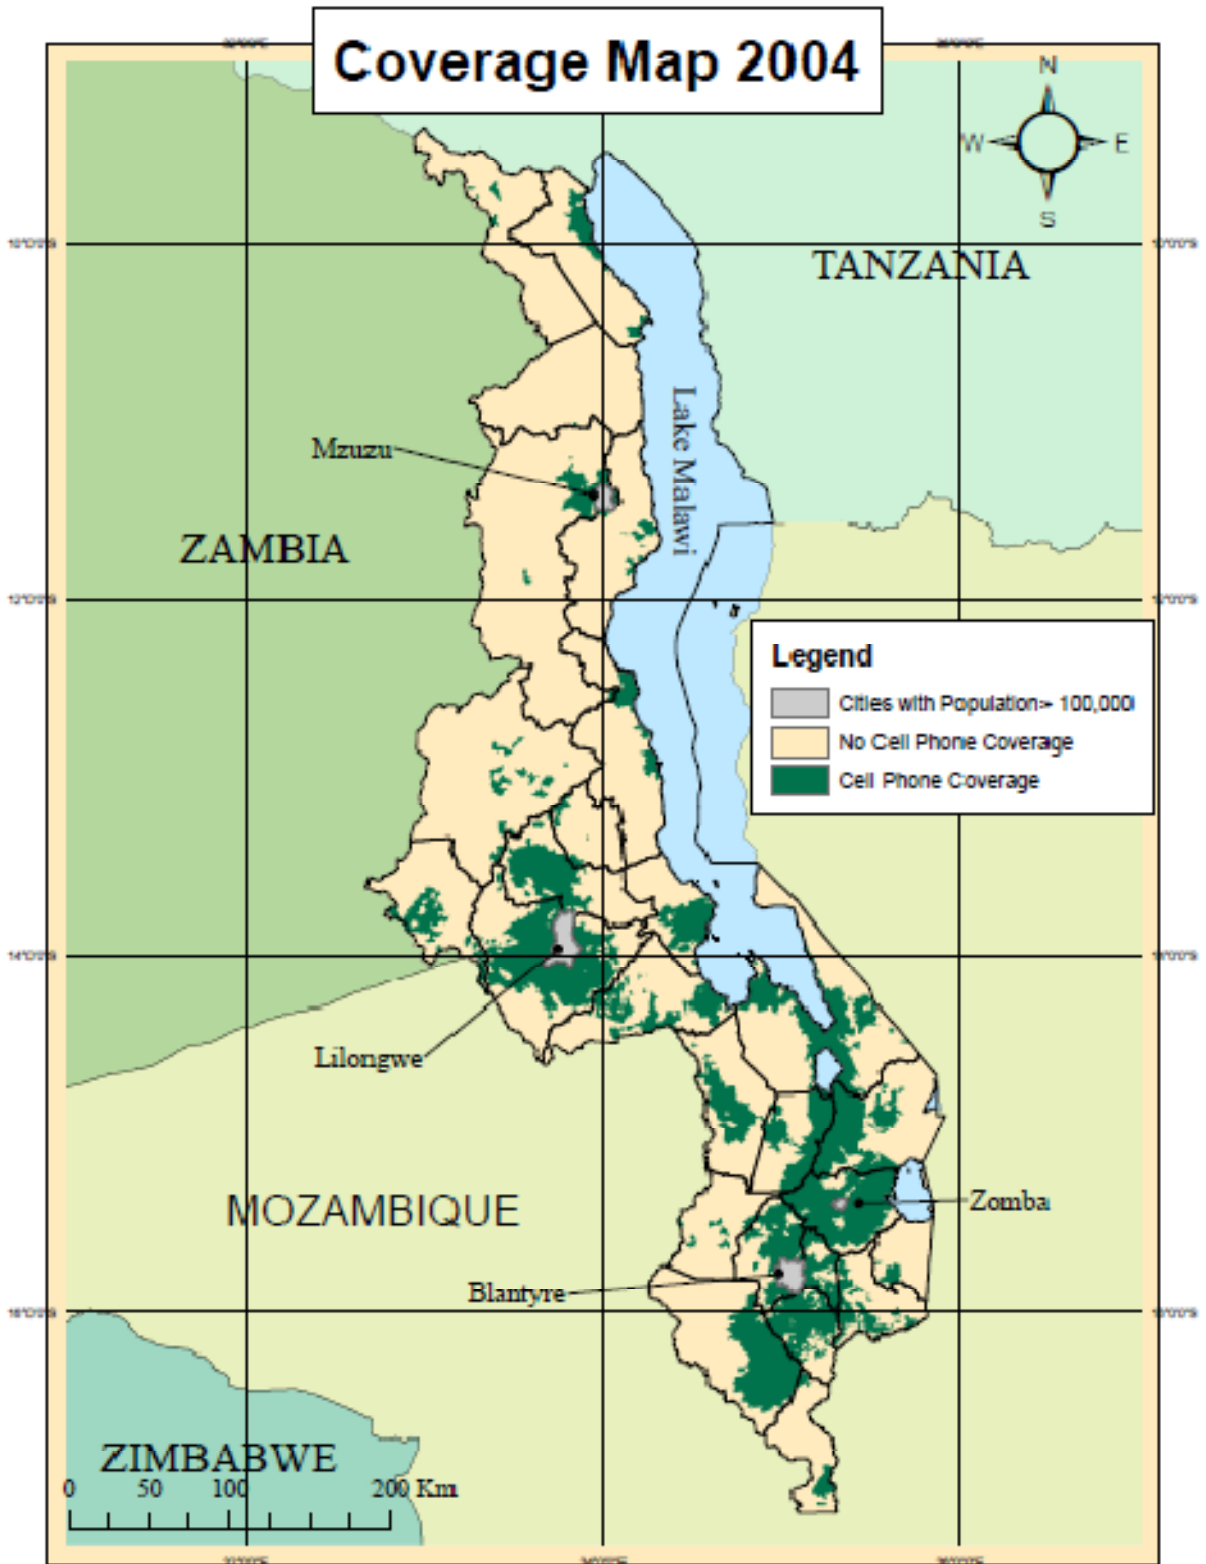 Coverage Map 2004
N
W E
S
TANZANIA
Lake Malawi
Mzuzu
ZAMBIA
Legend
Cities with Population> 100,000
No Cell Phone Coverage
Cell Phone Coverage
Lilongwe
MOZAMBIQUE
Zomba
Blantyre
ZIMBABWE
0 50 100 200 Km